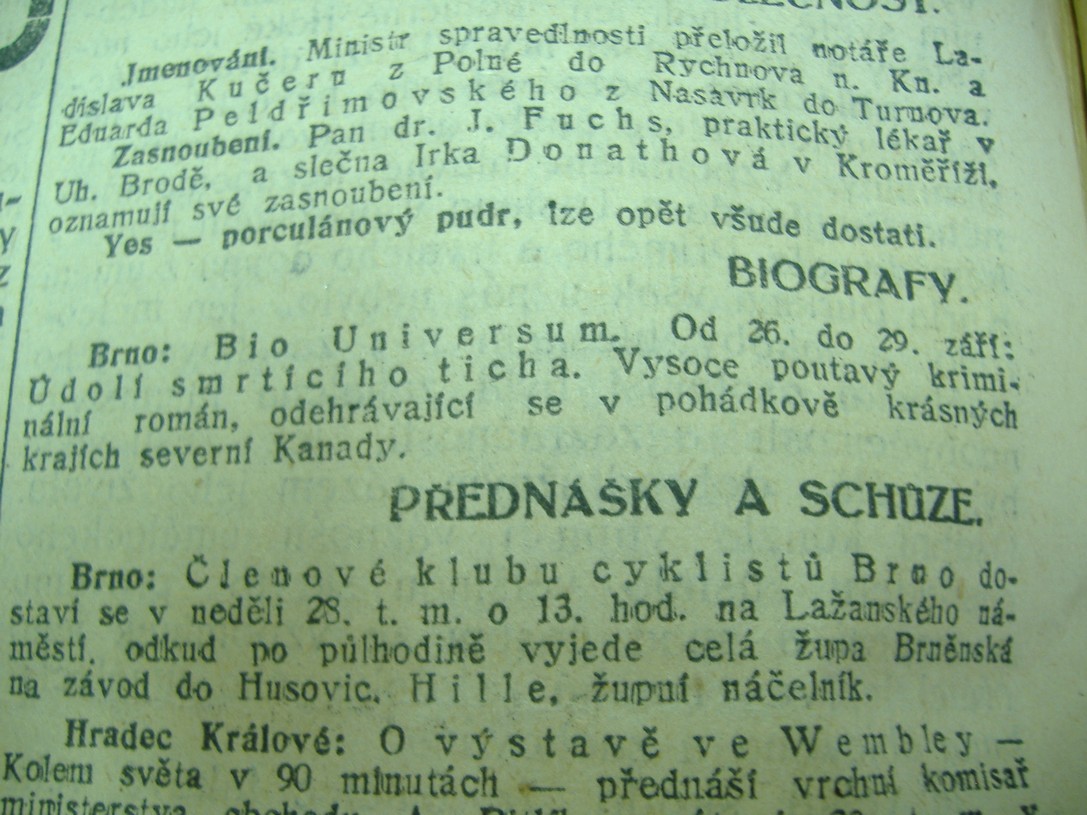 Jmenování. Ministr spravedlnosti přeložil notáře La-
dislava Kučeru z Polné do Rychnova n. Kn. a
Eduarda Peldřimovského z Nasavrk do Turnova.
Zasnoubení. Pan dr. J. Fuchs, praktický lékař v
Uh. Brodě, a slečna Irka Donathová v Kroměříži,
oznamují své zasnoubení.
Yes — porculánový pudr, lze opět všude dostati.
BIOGRAFY.
Brno: Bio Universum. Od 26. do 29. září:
Údolí smrtícího ticha. Vysoce poutavý krimi-
nální román, odehrávající se v pohádkově krásných
krajích severní Kanady.
PŘEDNÁŠKY A SCHŮZE.
Brno: Členové klubu cyklistů Brno do-
staví se v neděli 28. t. m. o 13. hod. na Lažanského ná-
městí, odkud po půlhodině vyjede celá župa Brněnská
na závod do Husovic. Hille, župní náčelník.
Hradec Králové: O výstavě ve Wembley —
Kolem světa v 90 minutách — přednáší vrchní komisař
ministerstva obchodu